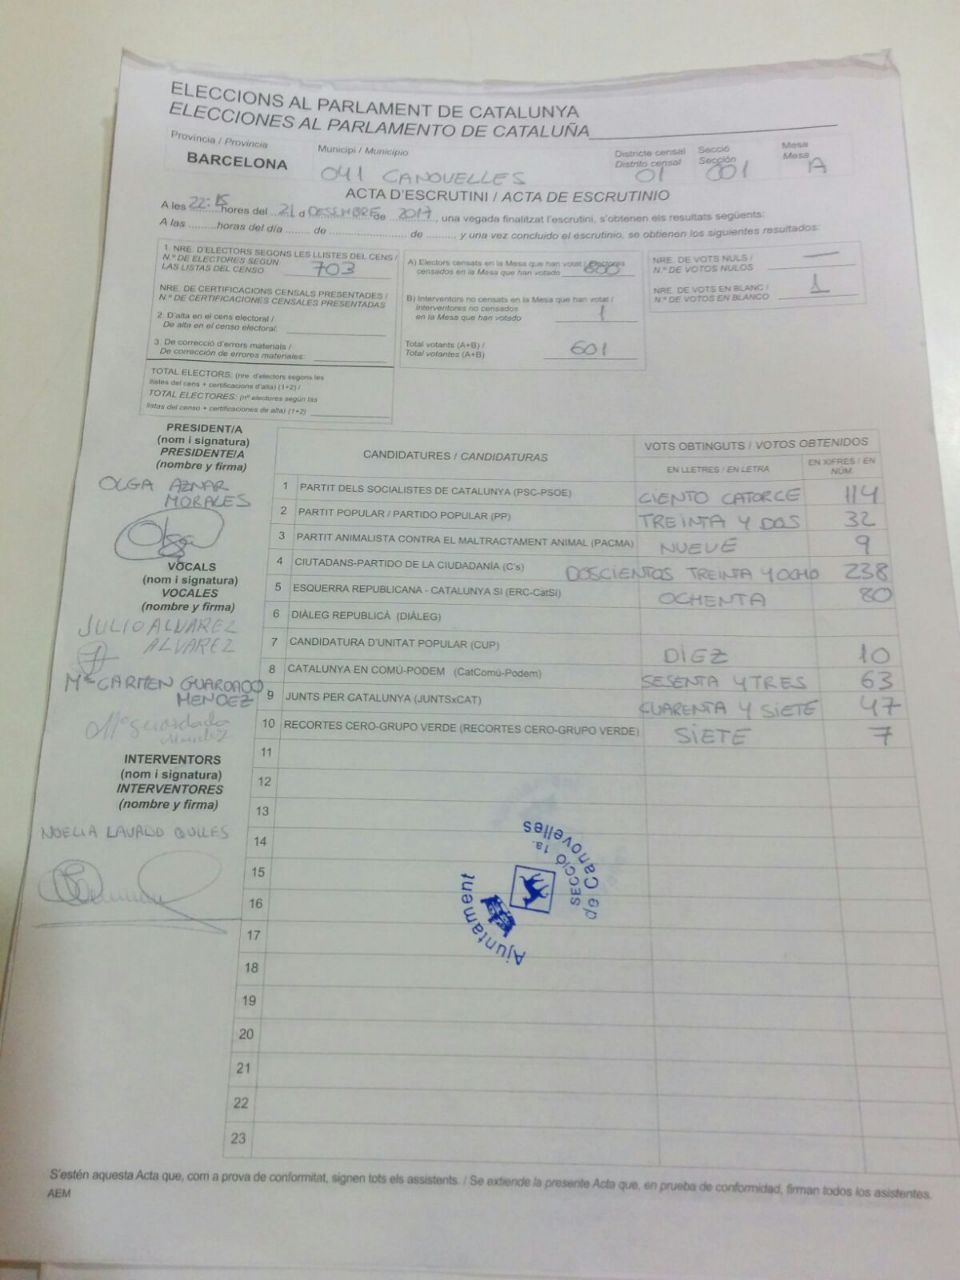 ELECCIONS AL PARLAMENT DE CATALUNYA
ELECCIONES AL PARLAMENTO DE CATALUÑA
Província / Provincia
BARCELONA
Municipi / Municipio
041 CANOVELLES
Districte censal
Distrito censal
01
Secció
Sección
001
Mesa
Mesa
A
ACTA D'ESCRUTINI / ACTA DE ESCRUTINIO
A les 22:15 hores del 21 d DESEMBRE de 2017, una vegada finalitzat l'escrutini, s'obtenen els resultats següents:
A las ......... horas del día ....... de ........................... de ........ y una vez concluido el escrutinio, se obtienen los siguientes resultados:
1. NRE. D'ELECTORS SEGONS LES LLISTES DEL CENS /
N.º DE ELECTORES SEGÚN
LAS LISTAS DEL CENSO 703
NRE. DE CERTIFICACIONS CENSALS PRESENTADES /
N.º DE CERTIFICACIONES CENSALES PRESENTADAS
2. D'alta en el cens electoral /
De alta en el censo electoral:
3. De correcció d'errors materials /
De corrección de errores materiales:
TOTAL ELECTORS: (nre. d'electors segons les
llistes del cens + certificacions d'alta) (1+2) /
TOTAL ELECTORES: (nº electores según las
listas del censo + certificaciones de alta) (1+2)
A) Electors censats en la Mesa que han votat / Electores
censados en la Mesa que han votado 600
B) Interventors no censats en la Mesa que han votat /
Interventores no censados
en la Mesa que han votado 1
Total votants (A+B) /
Total votantes (A+B) 601
NRE. DE VOTS NULS /
N.º DE VOTOS NULOS —
NRE. DE VOTS EN BLANC /
N.º DE VOTOS EN BLANCO 1
PRESIDENT/A
(nom i signatura)
PRESIDENTE/A
(nombre y firma)
OLGA AZNAR
MORALES
Olga
VOCALS
(nom i signatura)
VOCALES
(nombre y firma)
JULIO ALVAREZ
ALVAREZ
Mª CARMEN GUARDADO
MENDEZ
Mª Guardado
INTERVENTORS
(nom i signatura)
INTERVENTORES
(nombre y firma)
NOELIA LAVADO
CANDIDATURES / CANDIDATURAS
VOTS OBTINGUTS / VOTOS OBTENIDOS
EN LLETRES / EN LETRA
EN XIFRES / EN NÚM.
1 PARTIT DELS SOCIALISTES DE CATALUNYA (PSC-PSOE) CIENTO CATORCE 114
2 PARTIT POPULAR / PARTIDO POPULAR (PP) TREINTA Y DOS 32
3 PARTIT ANIMALISTA CONTRA EL MALTRACTAMENT ANIMAL (PACMA) NUEVE 9
4 CIUTADANS-PARTIDO DE LA CIUDADANÍA (C's) DOSCIENTOS TREINTA Y OCHO 238
5 ESQUERRA REPUBLICANA - CATALUNYA SÍ (ERC-CatSí) OCHENTA 80
6 DIÀLEG REPUBLICÀ (DIÀLEG)
7 CANDIDATURA D'UNITAT POPULAR (CUP) DIEZ 10
8 CATALUNYA EN COMÚ-PODEM (CatComú-Podem) SESENTA Y TRES 63
9 JUNTS PER CATALUNYA (JUNTSxCAT) CUARENTA Y SIETE 47
10 RECORTES CERO-GRUPO VERDE (RECORTES CERO-GRUPO VERDE) SIETE 7
11
12
13
14
15
16
17
18
19
20
21
22
23
Ajuntament
de Canovelles
SECCIÓ 1a.
S'estén aquesta Acta que, com a prova de conformitat, signen tots els assistents. / Se extiende la presente Acta que, en prueba de conformidad, firman todos los asistentes.
AEM